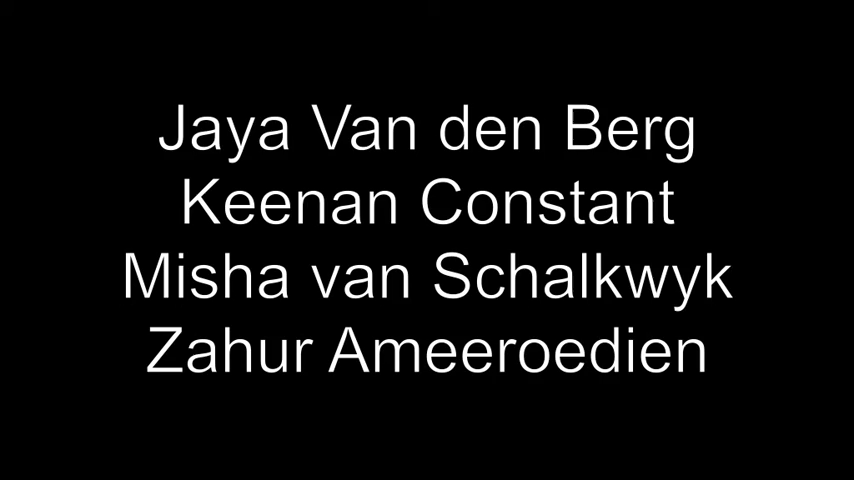 Jaya Van den Berg
Keenan Constant
Misha van Schalkwyk
Zahur Ameeroedien